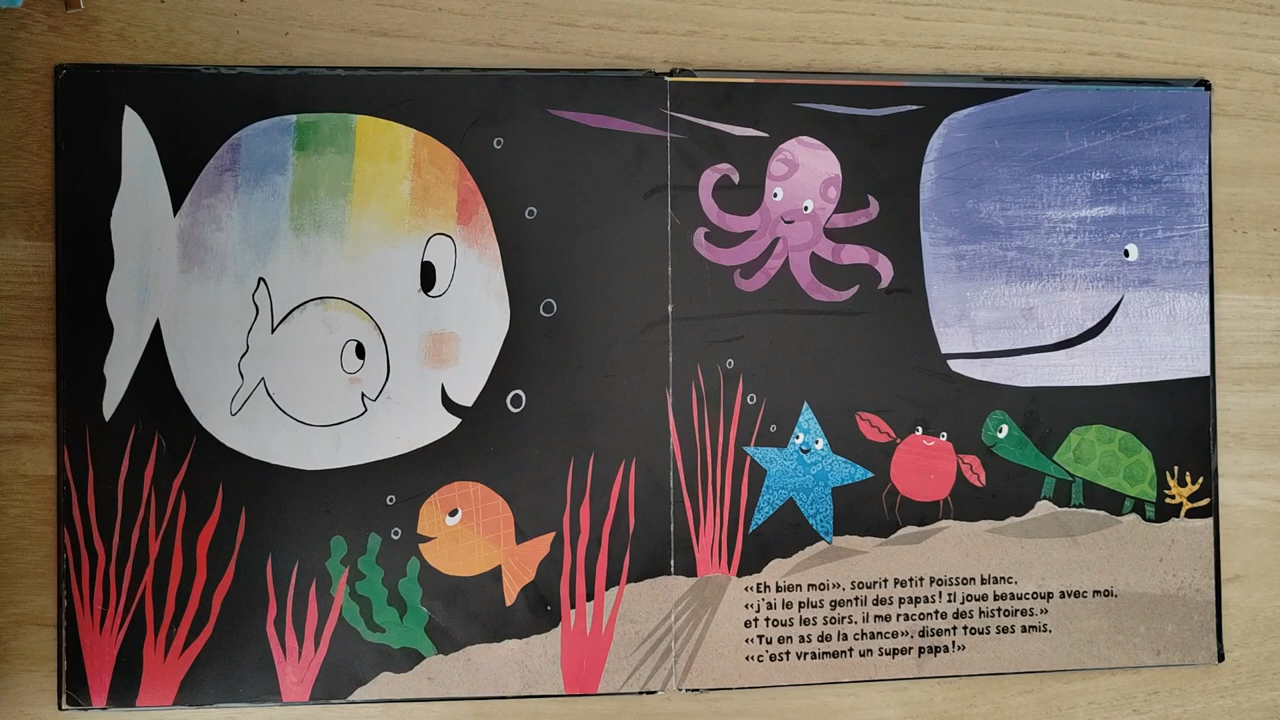 «Eh bien moi», sourit Petit Poisson blanc,
«j'ai le plus gentil des papas! Il joue beaucoup avec moi,
et tous les soirs, il me raconte des histoires.»
«Tu en as de la chance», disent tous ses amis,
«c'est vraiment un super papa!»